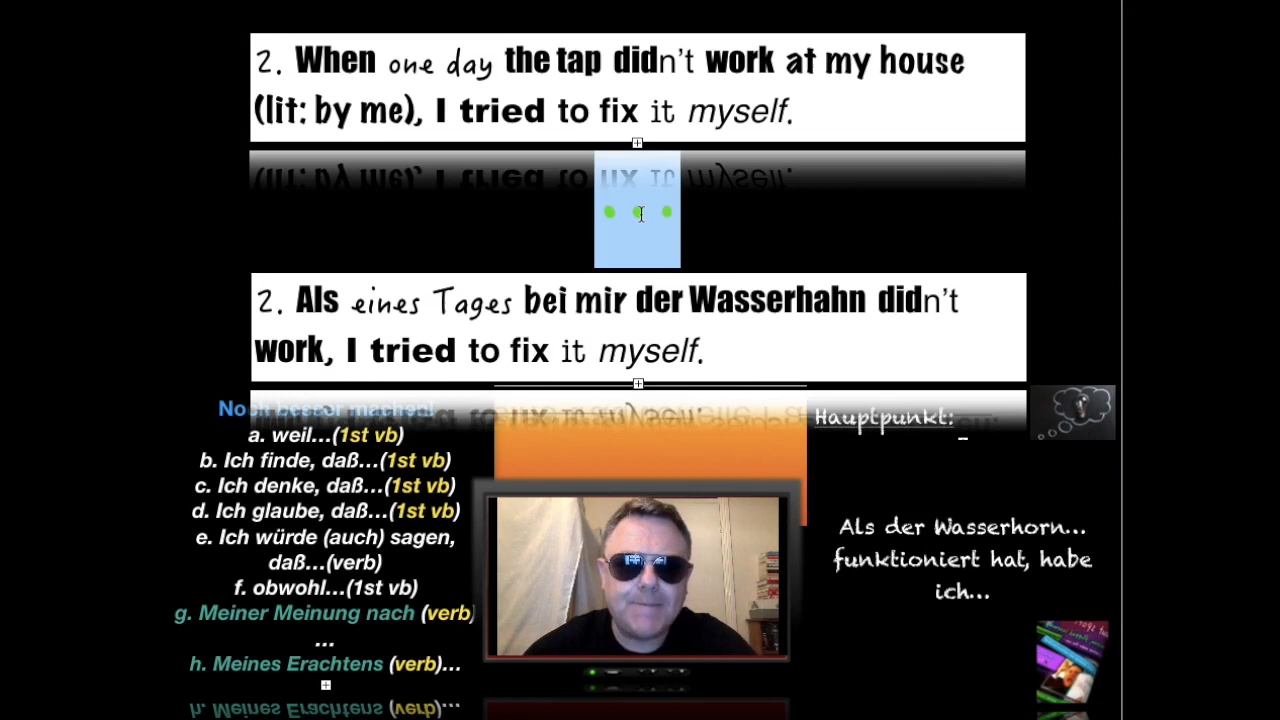 2. When one day the tap didn't work at my house
(lit: by me), I tried to fix it myself.
2. Als eines Tages bei mir der Wasserhahn didn't
work, I tried to fix it myself.
Noch besser machen!
a. weil...(1st vb)
b. Ich finde, daß...(1st vb)
c. Ich denke, daß...(1st vb)
d. Ich glaube, daß...(1st vb)
e. Ich würde (auch) sagen,
daß...(verb)
f. obwohl...(1st vb)
g. Meiner Meinung nach (verb)
...
h. Meines Erachtens (verb)...
Hauptpunkt:
Als der Wasserhorn...
funktioniert hat, habe
ich...